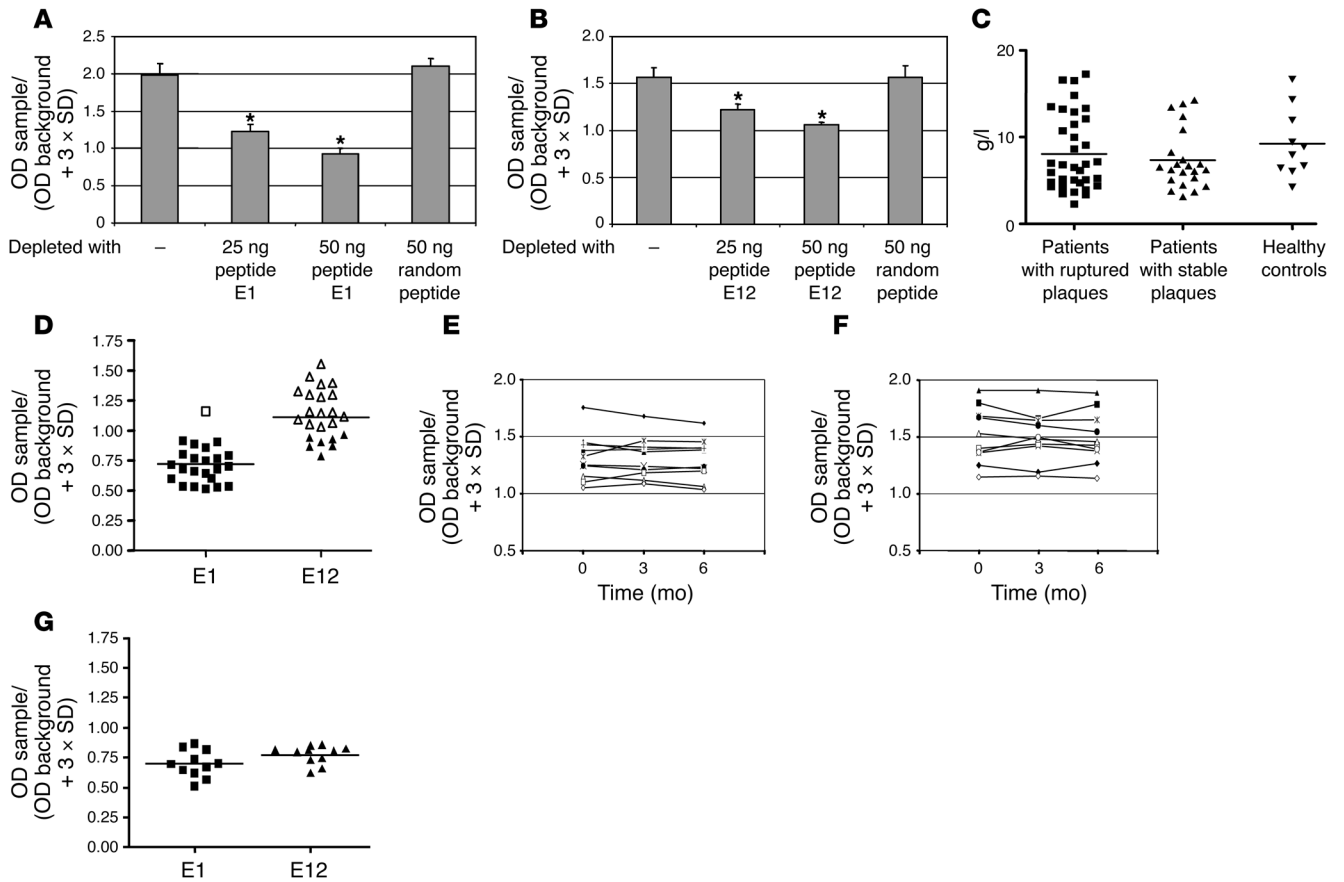 A
OD sample/
(OD background
+ 3 × SD)
2.5
2.0
1.5
1.0
0.5
0
* *
Depleted with – 25 ng 50 ng 50 ng
peptide peptide random
E1 E1 peptide
B
OD sample/
(OD background
+ 3 × SD)
2.0
1.5
1.0
0.5
0
* *
Depleted with – 25 ng 50 ng 50 ng
peptide peptide random
E12 E12 peptide
C
g/l
20
10
0
Patients Patients Healthy
with ruptured with stable controls
plaques plaques
D
OD sample/
(OD background
+ 3 × SD)
1.75
1.50
1.25
1.00
0.75
0.50
0.25
0.00
E1 E12
E
OD sample/
(OD background
+ 3 × SD)
2.0
1.5
1.0
0.5
0 3 6
Time (mo)
F
OD sample/
(OD background
+ 3 × SD)
2.0
1.5
1.0
0.5
0 3 6
Time (mo)
G
OD sample/
(OD background
+ 3 × SD)
1.75
1.50
1.25
1.00
0.75
0.50
0.25
0.00
E1 E12